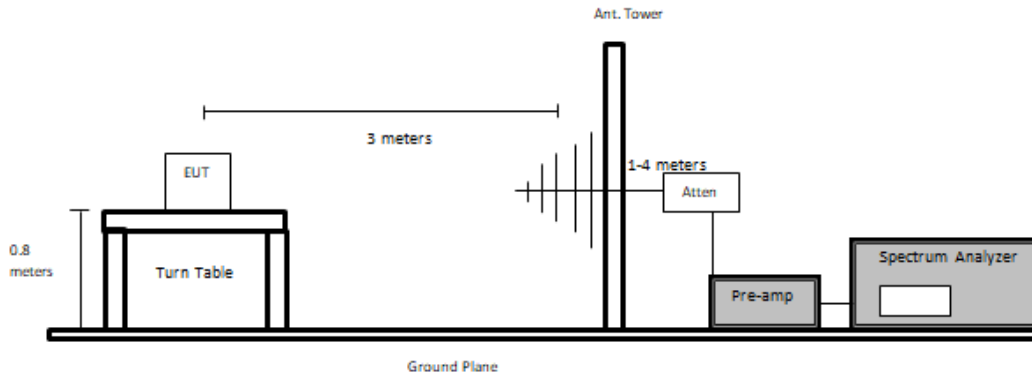 Ant. Tower
3 meters
EUT
1-4 meters
Atten
0.8
meters
Turn Table
Spectrum Analyzer
Pre-amp
Ground Plane